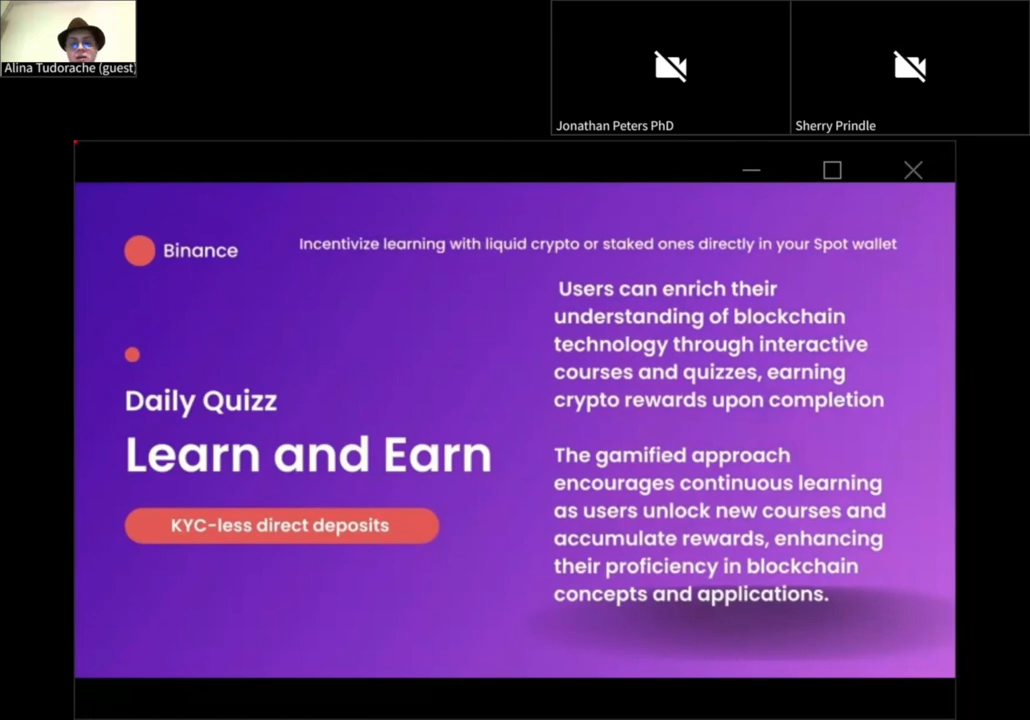 Alina Tudorache (guest)
Jonathan Peters PhD
Sherry Prindle
Binance
Incentivize learning with liquid crypto or staked ones directly in your Spot wallet
Daily Quizz
Learn and Earn
KYC-less direct deposits
Users can enrich their
understanding of blockchain
technology through interactive
courses and quizzes, earning
crypto rewards upon completion
The gamified approach
encourages continuous learning
as users unlock new courses and
accumulate rewards, enhancing
their proficiency in blockchain
concepts and applications.